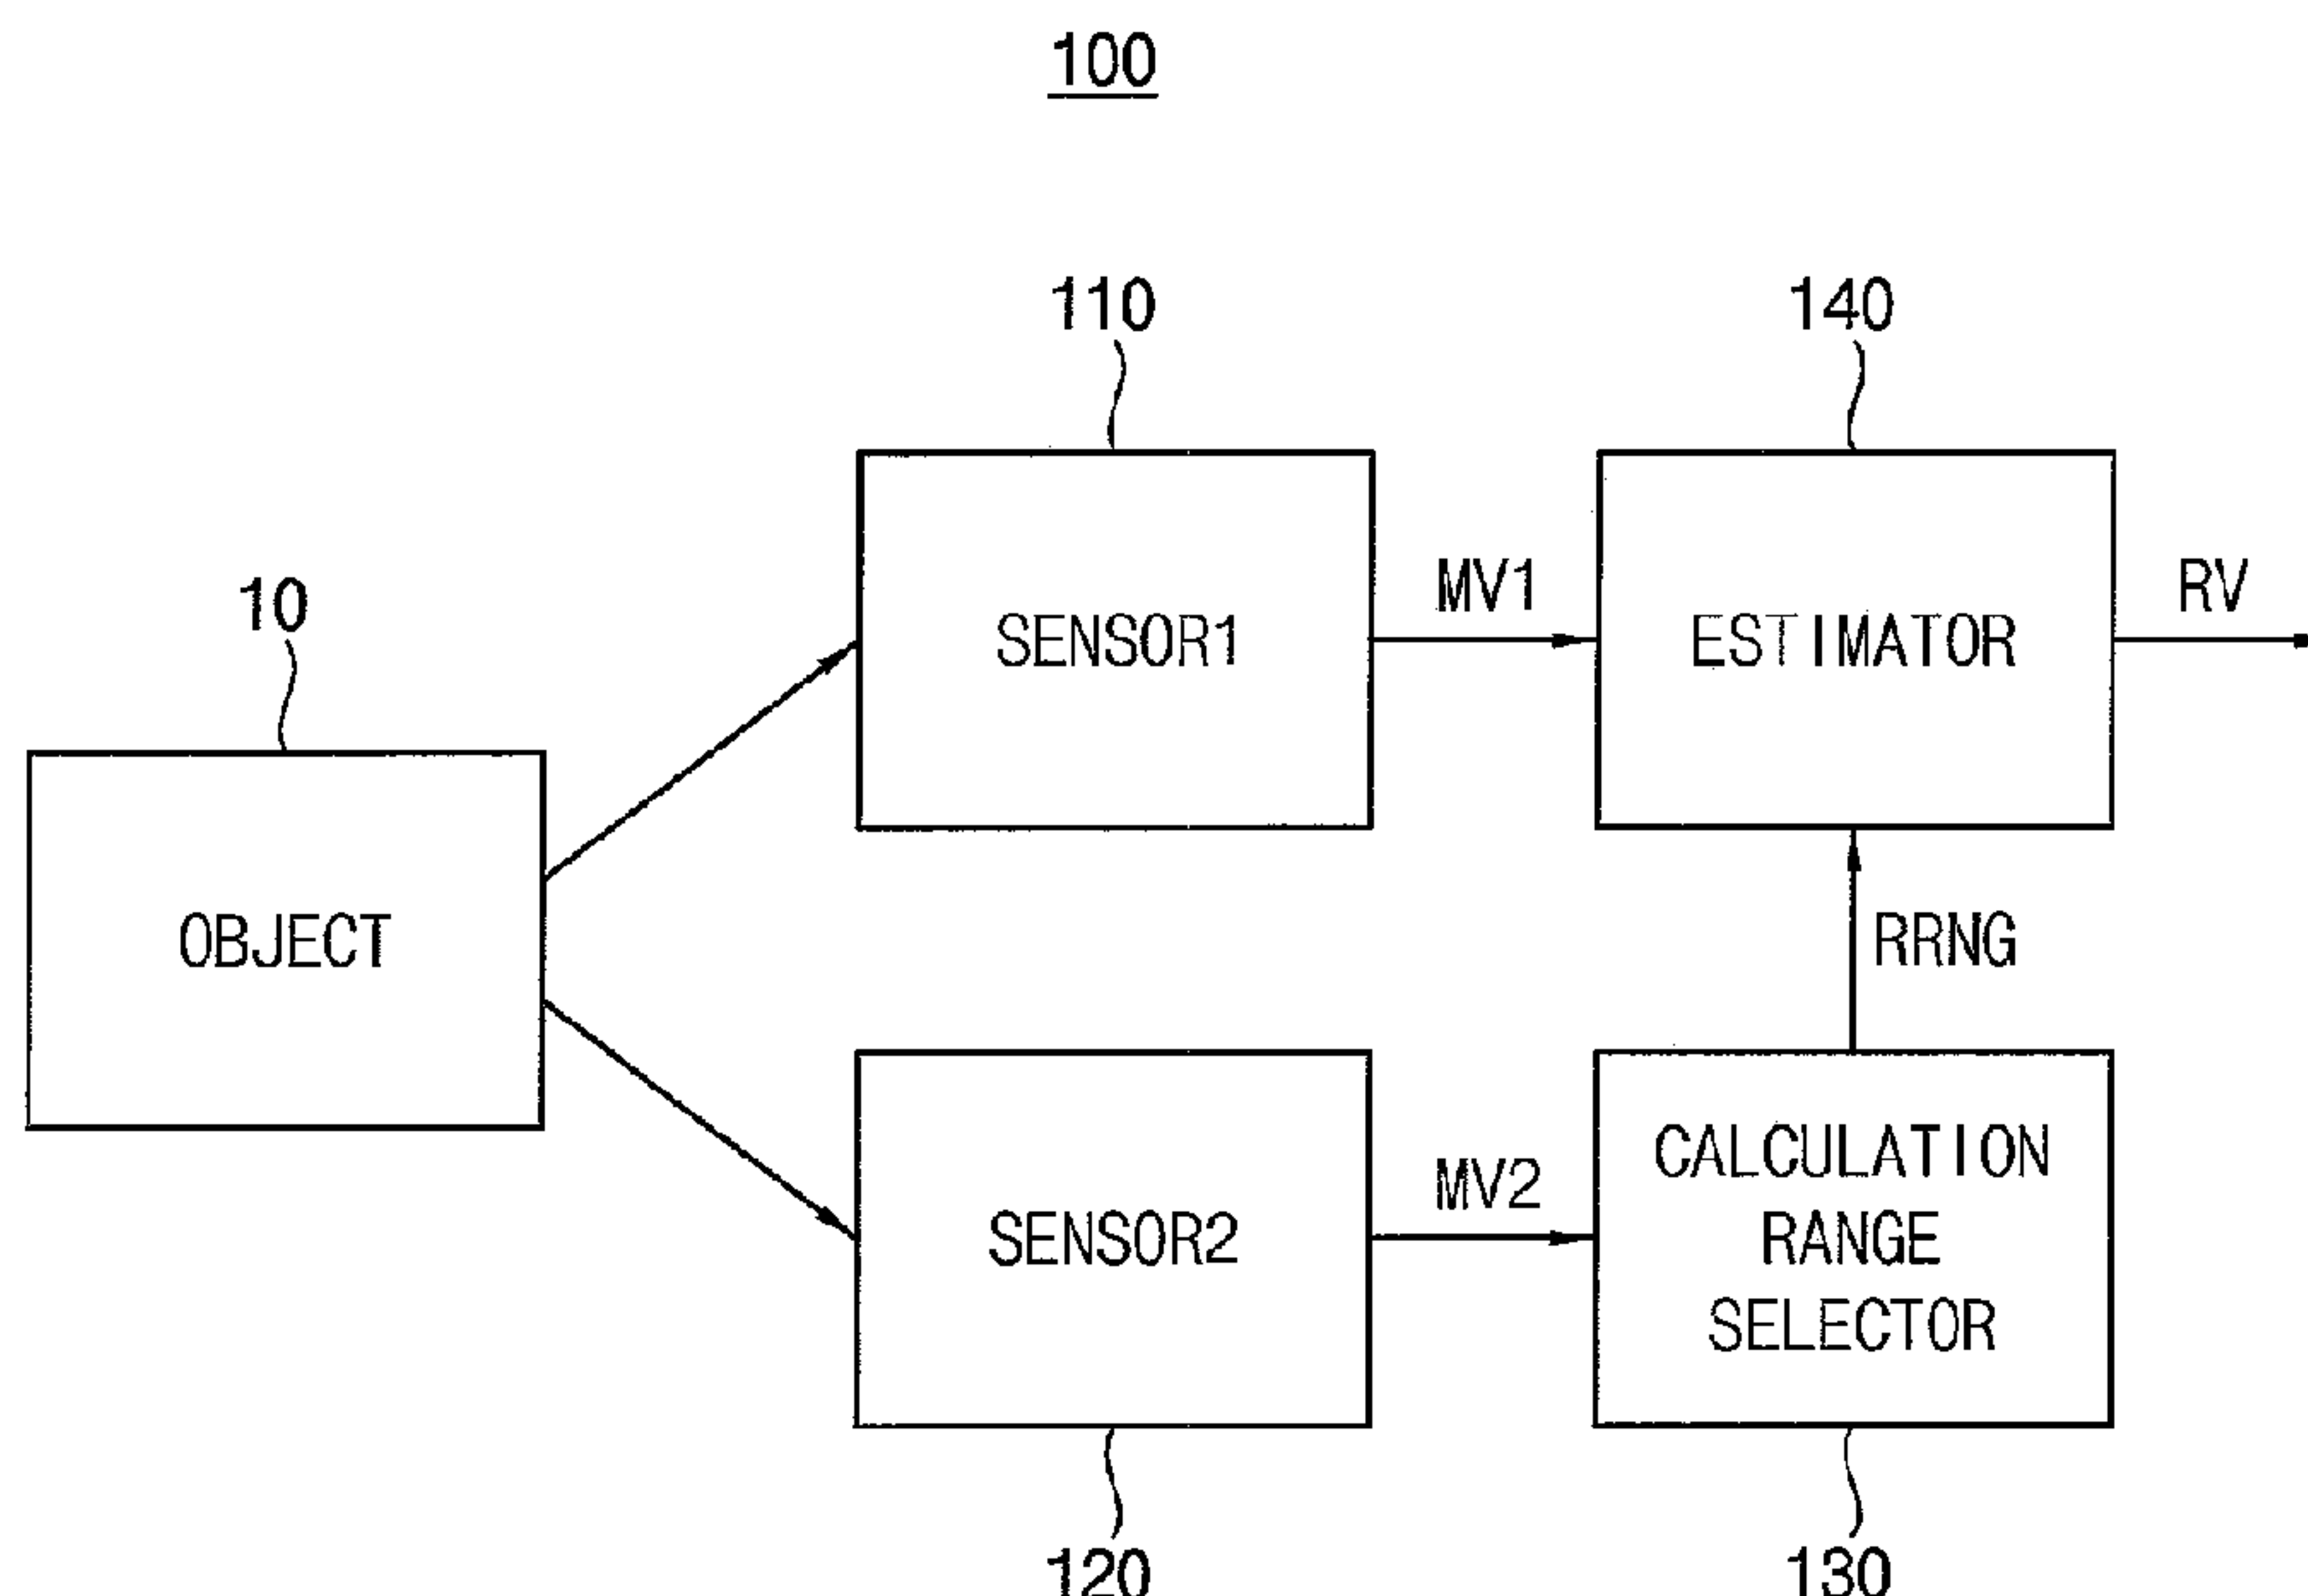 100
110
140
10
SENSOR1
MV1
ESTIMATOR
RV
OBJECT
RRNG
SENSOR2
MV2
CALCULATION
RANGE
SELECTOR
120
130